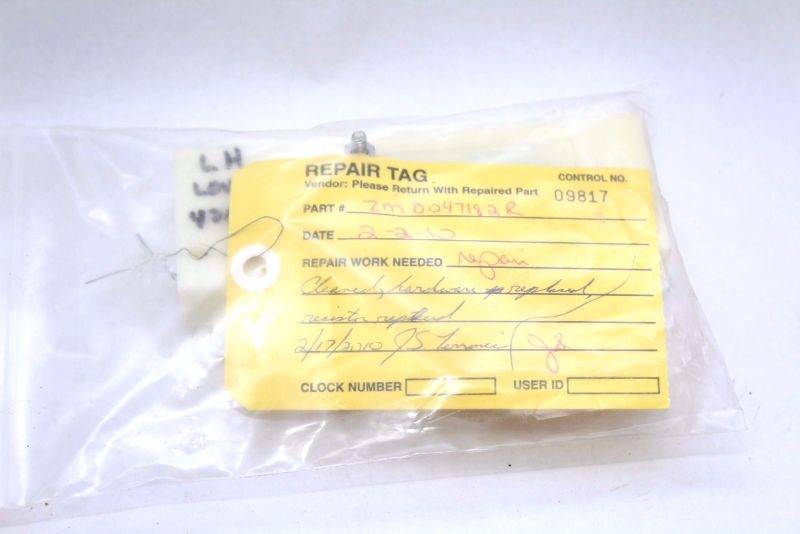 LH
REPAIR TAG
Vendor: Please Return With Repaired Part
CONTROL NO.
09817
PART # ZM0047182R
DATE 2-2-10
REPAIR WORK NEEDED repair
Cleaned, hardware replaced,
resistor replaced
2/17/2010 JS
CLOCK NUMBER USER ID